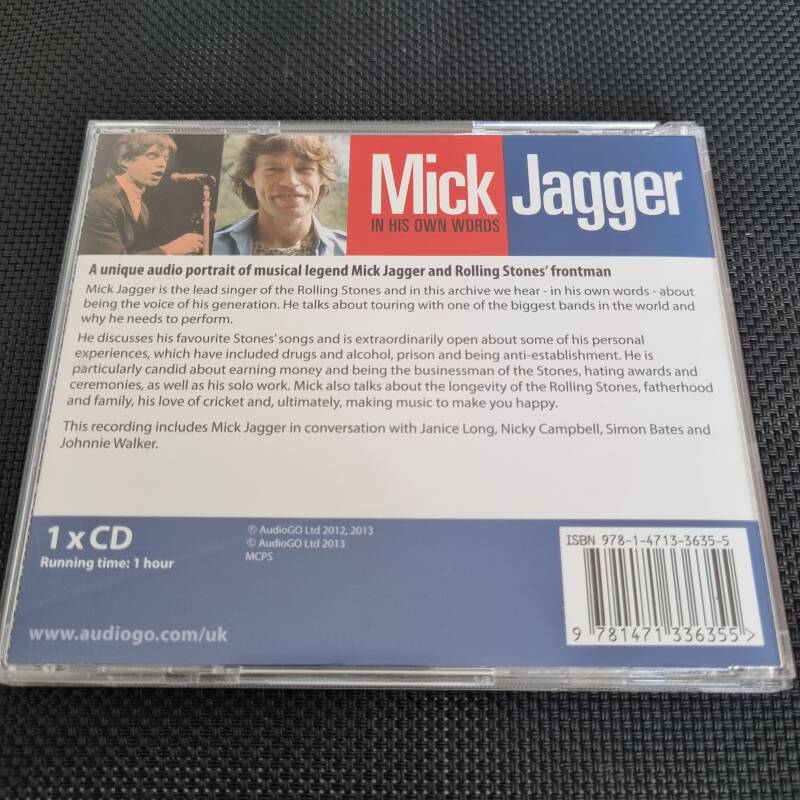 Mick Jagger
IN HIS OWN WORDS
A unique audio portrait of musical legend Mick Jagger and Rolling Stones' frontman
Mick Jagger is the lead singer of the Rolling Stones and in this archive we hear - in his own words - about
being the voice of his generation. He talks about touring with one of the biggest bands in the world and
why he needs to perform.
He discusses his favourite Stones' songs and is extraordinarily open about some of his personal
experiences, which have included drugs and alcohol, prison and being anti-establishment. He is
particularly candid about earning money and being the businessman of the Stones, hating awards and
ceremonies, as well as his solo work. Mick also talks about the longevity of the Rolling Stones, fatherhood
and family, his love of cricket and, ultimately, making music to make you happy.
This recording includes Mick Jagger in conversation with Janice Long, Nicky Campbell, Simon Bates and
Johnnie Walker.
1 x CD
Running time: 1 hour
www.audiogo.com/uk
℗ AudioGO Ltd 2012, 2013
© AudioGO Ltd 2013
MCPS
ISBN 978-1-4713-3635-5
9 781471 336355 >